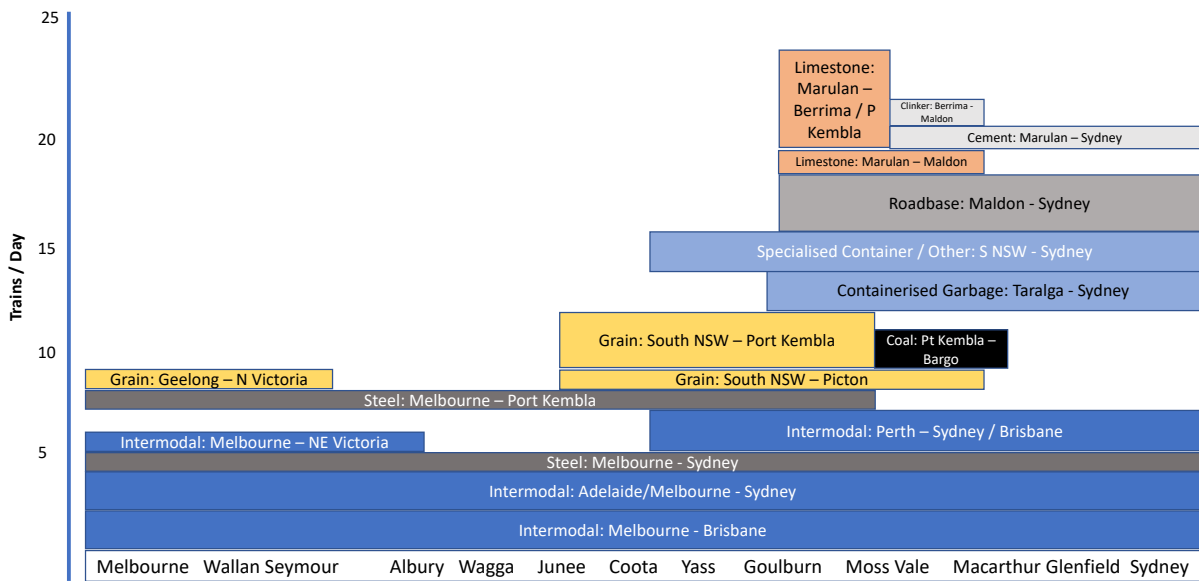 25
20
15
10
5
Trains / Day
Limestone:
Marulan –
Berrima / P
Kembla
Clinker: Berrima -
Maldon
Cement: Marulan – Sydney
Limestone: Marulan – Maldon
Roadbase: Maldon - Sydney
Specialised Container / Other: S NSW - Sydney
Containerised Garbage: Taralga - Sydney
Grain: South NSW – Port Kembla
Coal: Pt Kembla –
Bargo
Grain: Geelong – N Victoria
Grain: South NSW – Picton
Steel: Melbourne – Port Kembla
Intermodal: Melbourne – NE Victoria
Intermodal: Perth – Sydney / Brisbane
Steel: Melbourne - Sydney
Intermodal: Adelaide/Melbourne - Sydney
Intermodal: Melbourne - Brisbane
Melbourne Wallan Seymour Albury Wagga Junee Coota Yass Goulburn Moss Vale Macarthur Glenfield Sydney